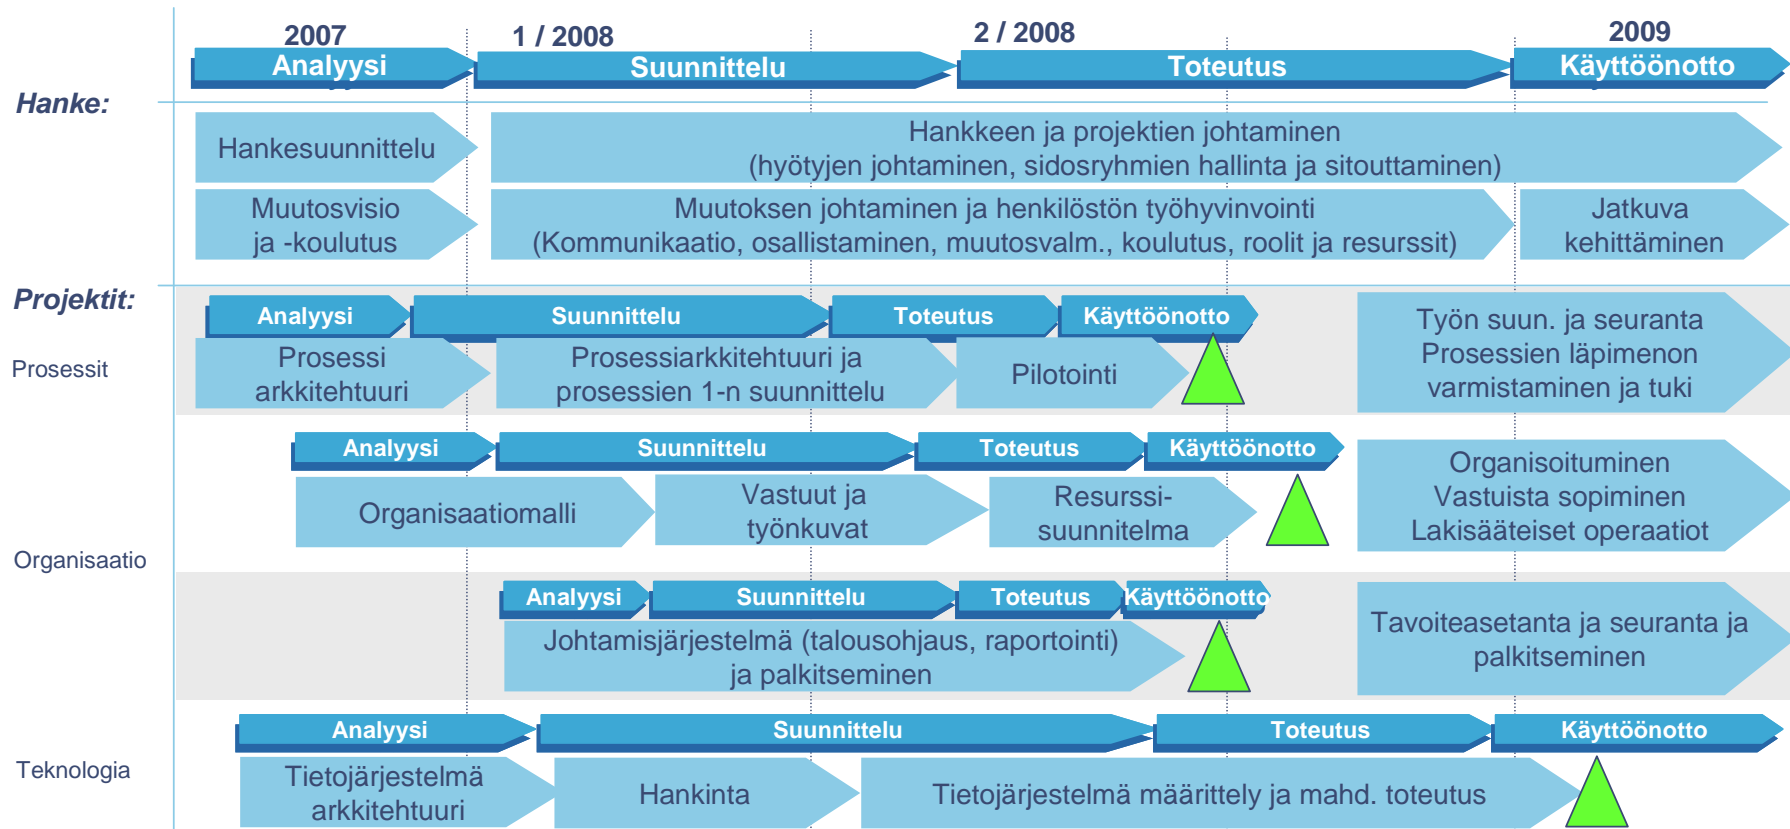 2007
1 / 2008
2 / 2008
2009
Analyysi
Suunnittelu
Toteutus
Käyttöönotto
Hanke:
Hankesuunnittelu
Hankkeen ja projektien johtaminen
(hyötyjen johtaminen, sidosryhmien hallinta ja sitouttaminen)
Muutosvisio
ja -koulutus
Muutoksen johtaminen ja henkilöstön työhyvinvointi
(Kommunikaatio, osallistaminen, muutosvalm., koulutus, roolit ja resurssit)
Jatkuva
kehittäminen
Projektit:
Analyysi
Suunnittelu
Toteutus
Käyttöönotto
Prosessit
Prosessi
arkkitehtuuri
Prosessiarkkitehtuuri ja
prosessien 1-n suunnittelu
Pilotointi
Työn suun. ja seuranta
Prosessien läpimenon
varmistaminen ja tuki
Analyysi
Suunnittelu
Toteutus
Käyttöönotto
Organisaatio
Organisaatiomalli
Vastuut ja
työnkuvat
Resurssi-
suunnitelma
Organisoituminen
Vastuista sopiminen
Lakisääteiset operaatiot
Analyysi
Suunnittelu
Toteutus
Käyttöönotto
Johtamisjärjestelmä (talousohjaus, raportointi)
ja palkitseminen
Tavoiteasetanta ja seuranta ja
palkitseminen
Analyysi
Suunnittelu
Toteutus
Käyttöönotto
Teknologia
Tietojärjestelmä
arkkitehtuuri
Hankinta
Tietojärjestelmä määrittely ja mahd. toteutus